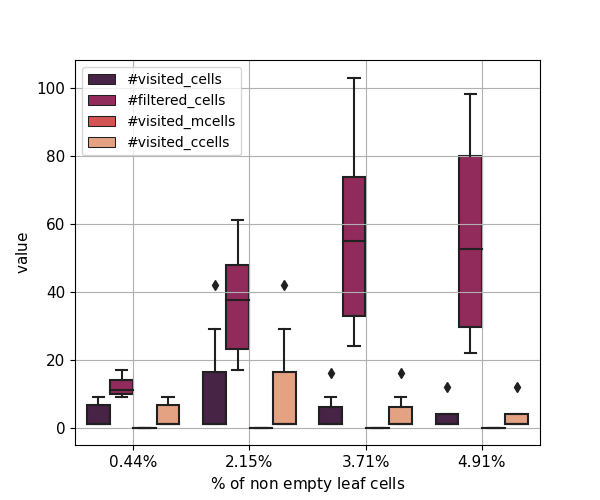 #visited_cells
#filtered_cells
#visited_mcells
#visited_ccells
100
80
60
40
20
0
value
0.44% 2.15% 3.71% 4.91%
% of non empty leaf cells